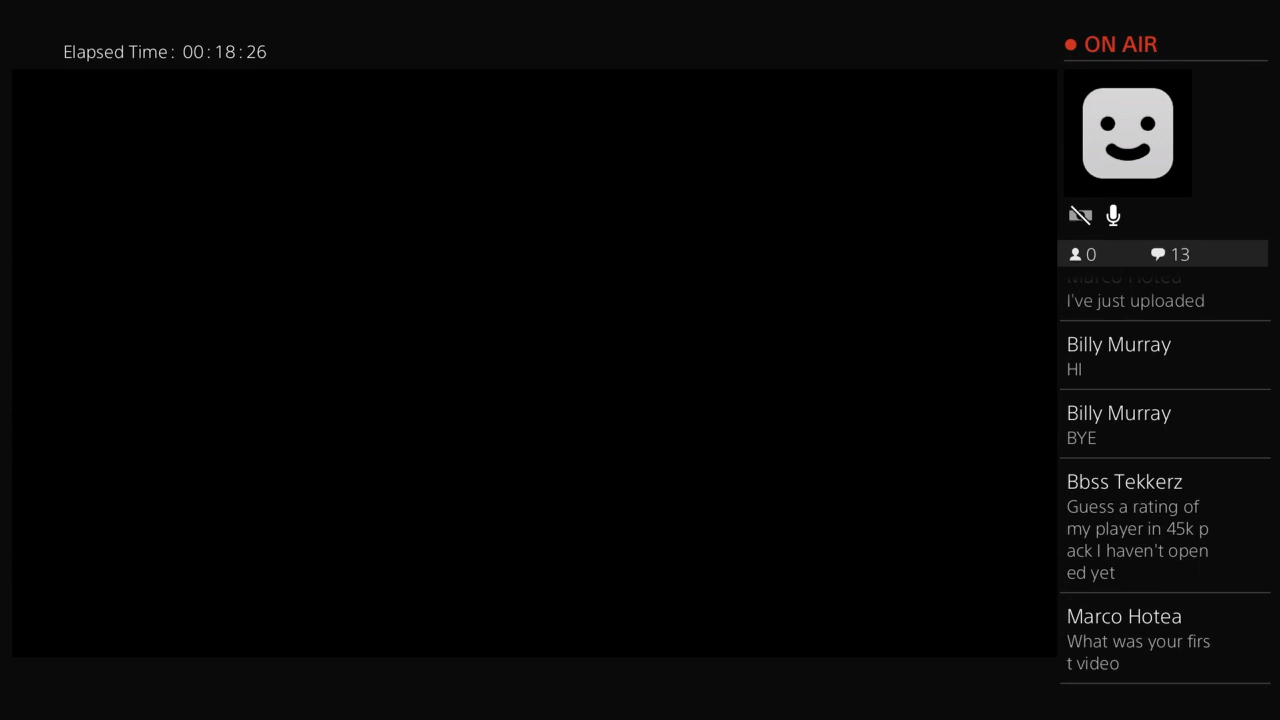 Elapsed Time: 00:18:26
ON AIR
0 13
Marco Hotea
I've just uploaded
Billy Murray
HI
Billy Murray
BYE
Bbss Tekkerz
Guess a rating of
my player in 45k p
ack I haven't open
ed yet
Marco Hotea
What was your firs
t video